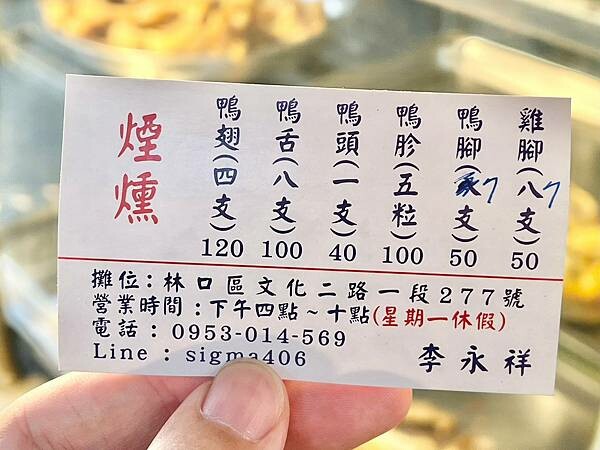 煙燻
雞腳(八支)50
7
鴨腳(支)50
7
鴨胗(五粒)100
鴨頭(一支)40
鴨舌(八支)100
鴨翅(四支)120
攤位:林口區文化二路一段277號
營業時間:下午四點~十點(星期一休假)
電話:0953-014-569
Line:sigma406
李永祥